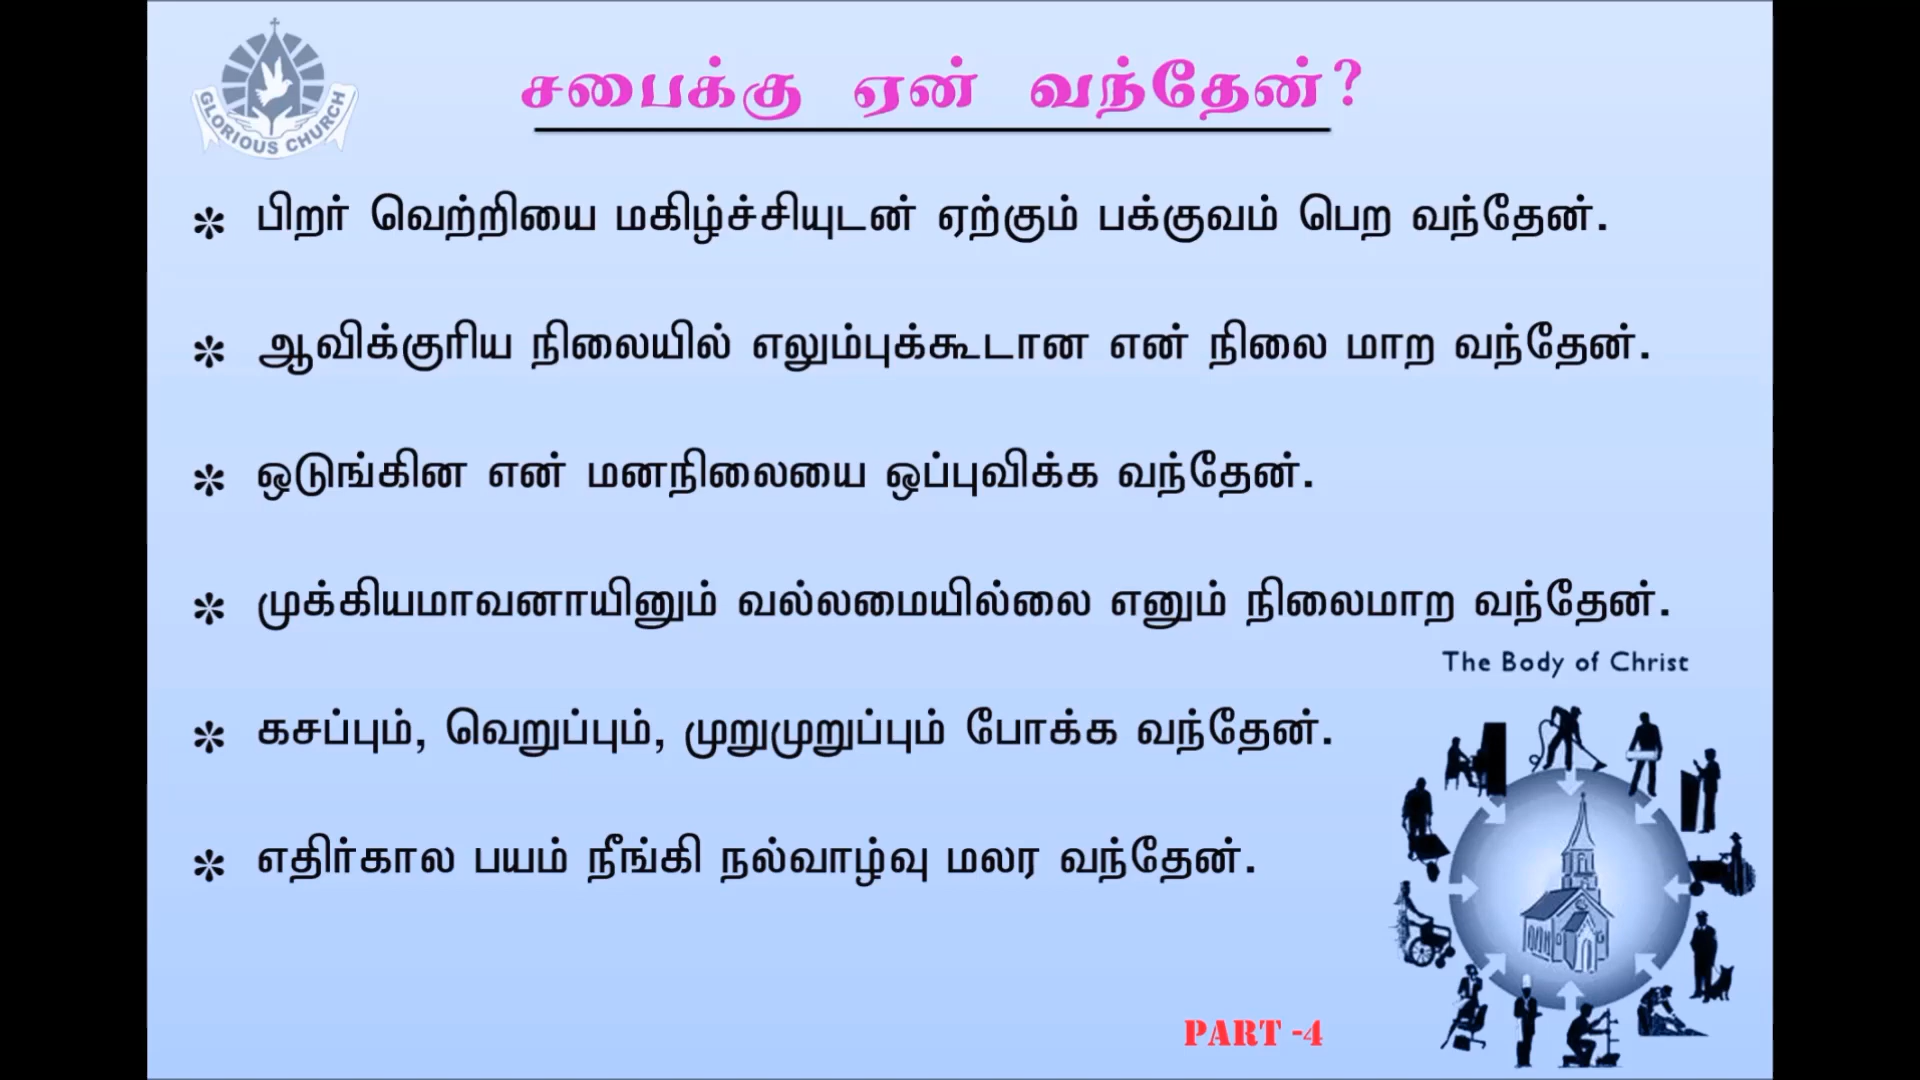 GLORIOUS CHURCH
சபைக்கு ஏன் வந்தேன்?
* பிறர் வெற்றியை மகிழ்ச்சியுடன் ஏற்கும் பக்குவம் பெற வந்தேன்.
* ஆவிக்குரிய நிலையில் எலும்புக்கூடான என் நிலை மாற வந்தேன்.
* ஒடுங்கின என் மனநிலையை ஒப்புவிக்க வந்தேன்.
* முக்கியமாவனாயினும் வல்லமையில்லை எனும் நிலைமாற வந்தேன்.
* கசப்பும், வெறுப்பும், முறுமுறுப்பும் போக்க வந்தேன்.
* எதிர்கால பயம் நீங்கி நல்வாழ்வு மலர வந்தேன்.
The Body of Christ
PART -4